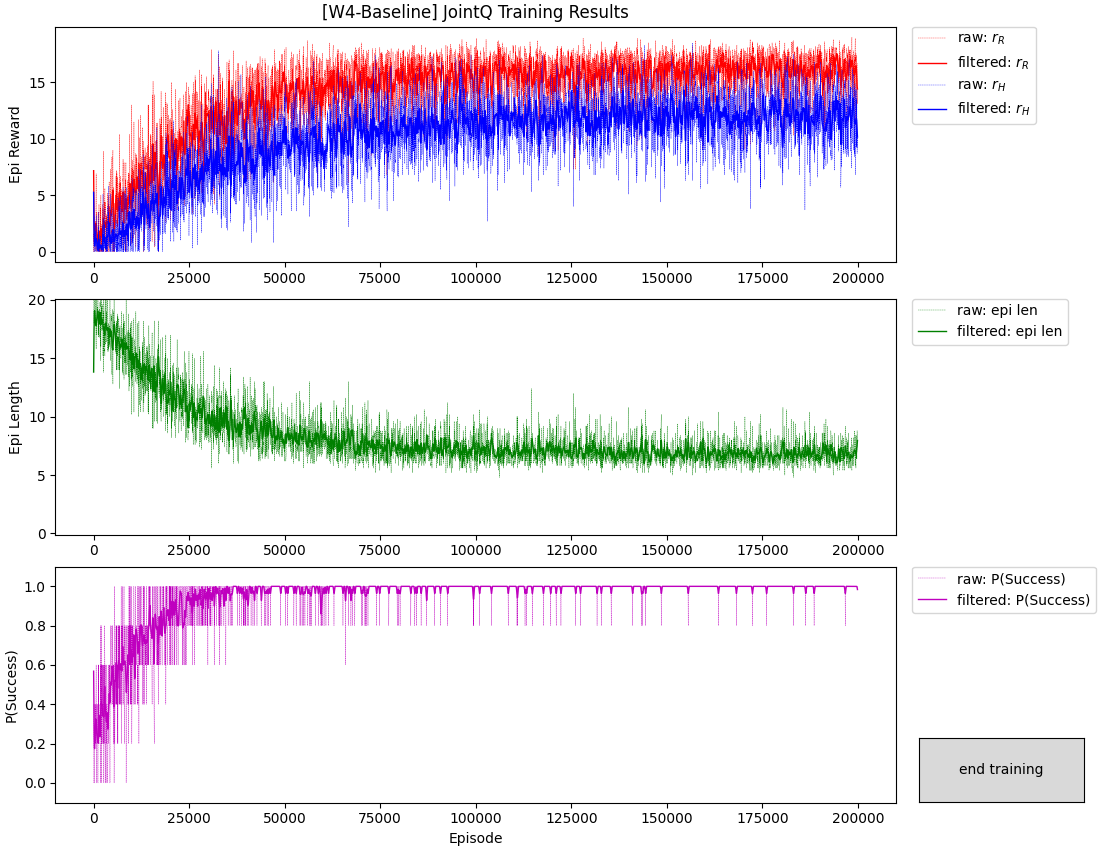 [W4-Baseline] JointQ Training Results
Epi Reward
15
10
5
0
0 25000 50000 75000 100000 125000 150000 175000 200000
raw: r_R
filtered: r_R
raw: r_H
filtered: r_H
Epi Length
20
15
10
5
0
0 25000 50000 75000 100000 125000 150000 175000 200000
raw: epi len
filtered: epi len
P(Success)
1.0
0.8
0.6
0.4
0.2
0.0
0 25000 50000 75000 100000 125000 150000 175000 200000
Episode
raw: P(Success)
filtered: P(Success)
end training